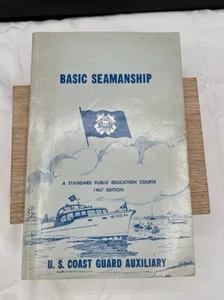 BASIC SEAMANSHIP
A STANDARD PUBLIC EDUCATION COURSE
1967 EDITION
U. S. COAST GUARD AUXILIARY